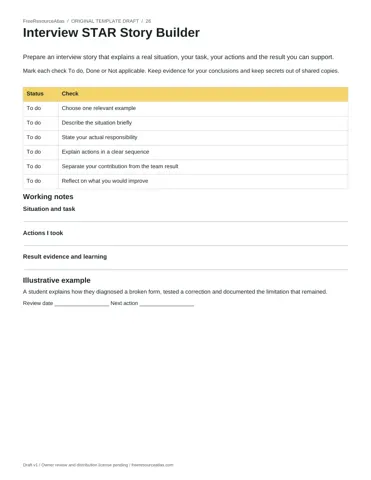 FreeResourceAtlas / ORIGINAL TEMPLATE DRAFT / 26
Interview STAR Story Builder
Prepare an interview story that explains a real situation, your task, your actions and the result you can support.
Mark each check To do, Done or Not applicable. Keep evidence for your conclusions and keep secrets out of shared copies.
Status Check
To do Choose one relevant example
To do Describe the situation briefly
To do State your actual responsibility
To do Explain actions in a clear sequence
To do Separate your contribution from the team result
To do Reflect on what you would improve
Working notes
Situation and task
Actions I took
Result evidence and learning
Illustrative example
A student explains how they diagnosed a broken form, tested a correction and documented the limitation that remained.
Review date ____________________ Next action ____________________
Draft v1 / Owner review and distribution license pending / freeresourceatlas.com